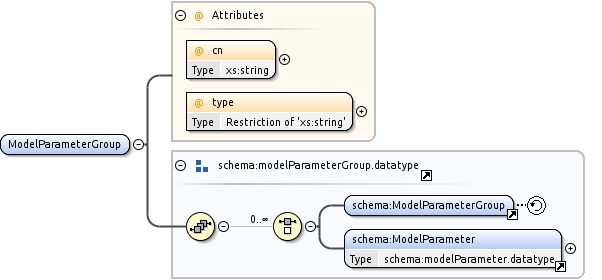 Attributes
@ cn
Type xs:string
@ type
Type Restriction of 'xs:string'
ModelParameterGroup
schema:modelParameterGroup.datatype
0..∞
schema:ModelParameterGroup
schema:ModelParameter
Type schema:modelParameter.datatype